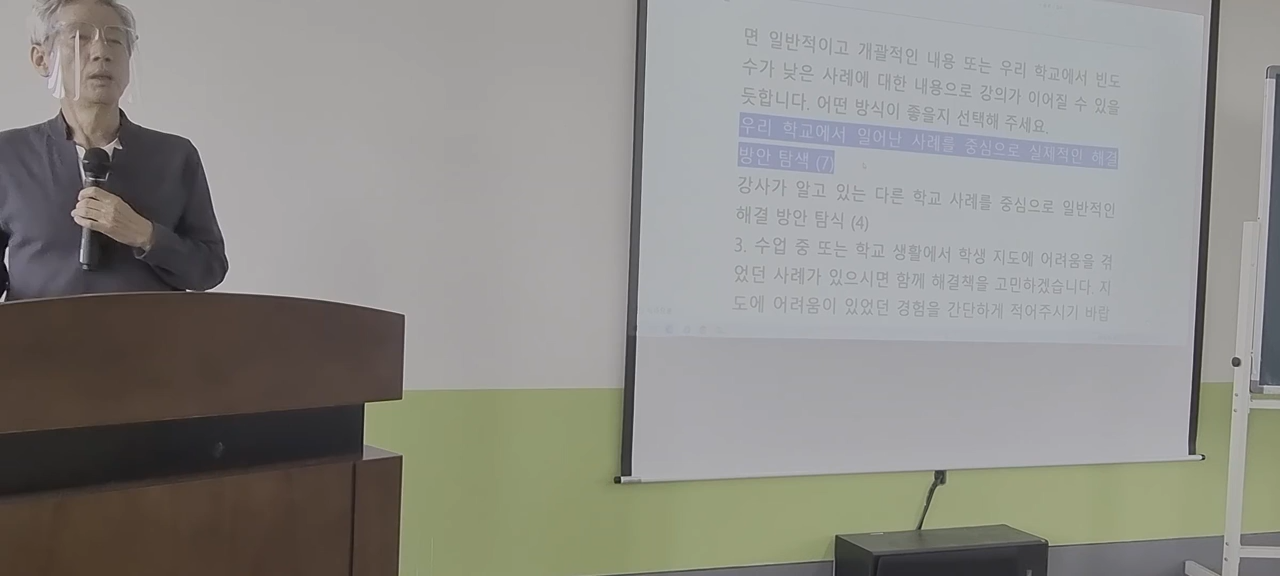 면 일반적이고 개괄적인 내용 또는 우리 학교에서 빈도
수가 낮은 사례에 대한 내용으로 강의가 이어질 수 있을
듯합니다. 어떤 방식이 좋을지 선택해 주세요.
우리 학교에서 일어난 사례를 중심으로 실제적인 해결
방안 탐색 (7)
강사가 알고 있는 다른 학교 사례를 중심으로 일반적인
해결 방안 탐식 (4)
3. 수업 중 또는 학교 생활에서 학생 지도에 어려움을 겪
었던 사례가 있으시면 함께 해결책을 고민하겠습니다. 지
도에 어려움이 있었던 경험을 간단하게 적어주시기 바랍